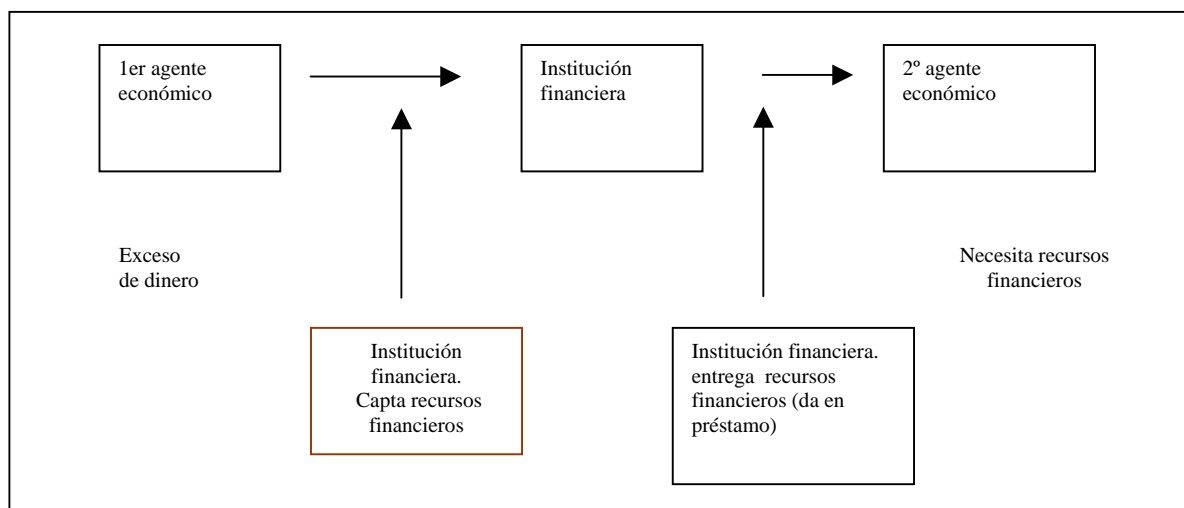 1er agente
económico
Institución
financiera
2º agente
económico
Exceso
de dinero
Necesita recursos
financieros
Institución
financiera.
Capta recursos
financieros
Institución financiera.
entrega recursos
financieros (da en
préstamo)